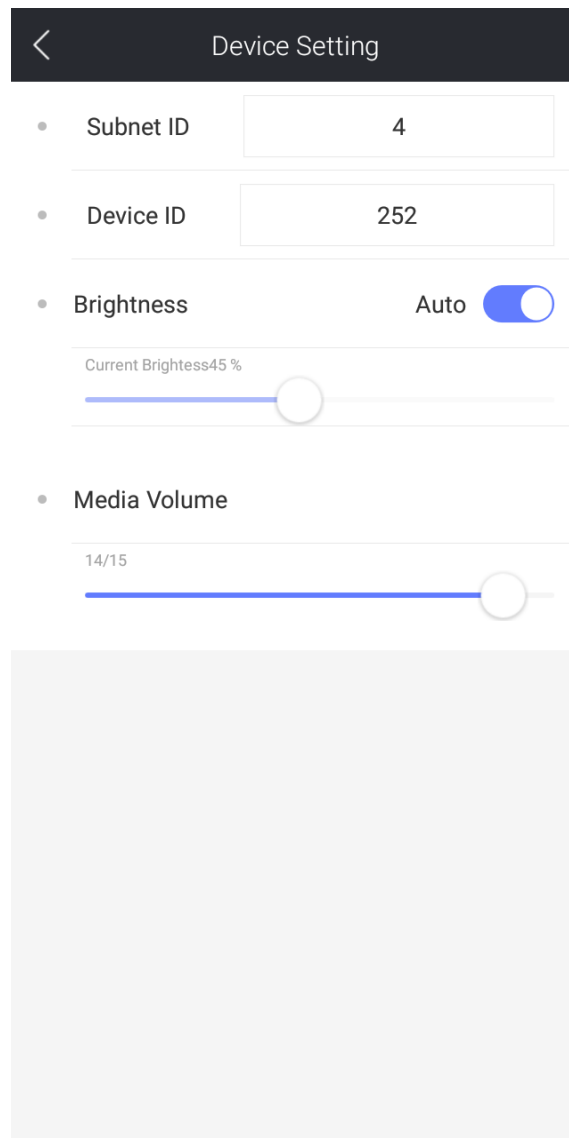 Device Setting
Subnet ID 4
Device ID 252
Brightness Auto
Current Brightess45 %
Media Volume
14/15